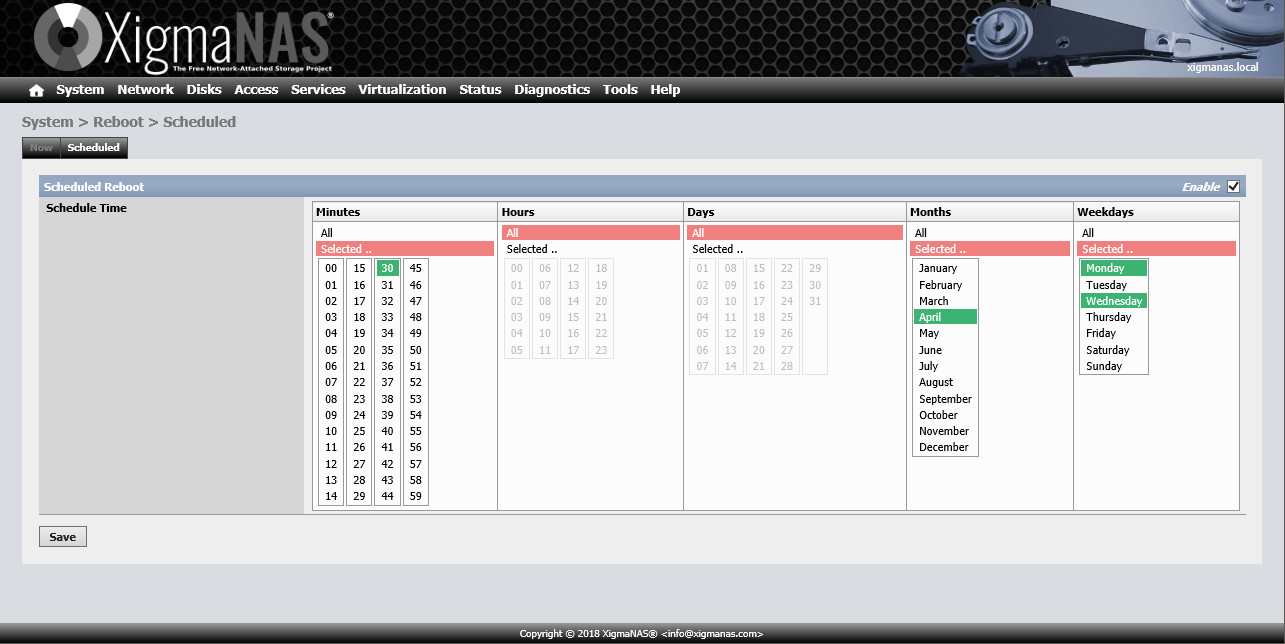 XigmaNAS®
The Free Network-Attached Storage Project
xigmanas.local
System Network Disks Access Services Virtualization Status Diagnostics Tools Help
System > Reboot > Scheduled
Now Scheduled
Scheduled Reboot Enable
Schedule Time
Minutes Hours Days Months Weekdays
All All All All All
Selected .. Selected .. Selected .. Selected .. Selected ..
00 15 30 45 00 06 12 18 01 08 15 22 29 January Monday
01 16 31 46 01 07 13 19 02 09 16 23 30 February Tuesday
02 17 32 47 02 08 14 20 03 10 17 24 31 March Wednesday
03 18 33 48 03 09 15 21 04 11 18 25 April Thursday
04 19 34 49 04 10 16 22 05 12 19 26 May Friday
05 20 35 50 05 11 17 23 06 13 20 27 June Saturday
06 21 36 51 07 14 21 28 July Sunday
07 22 37 52 August
08 23 38 53 September
09 24 39 54 October
10 25 40 55 November
11 26 41 56 December
12 27 42 57
13 28 43 58
14 29 44 59
Save
Copyright © 2018 XigmaNAS® <info@xigmanas.com>